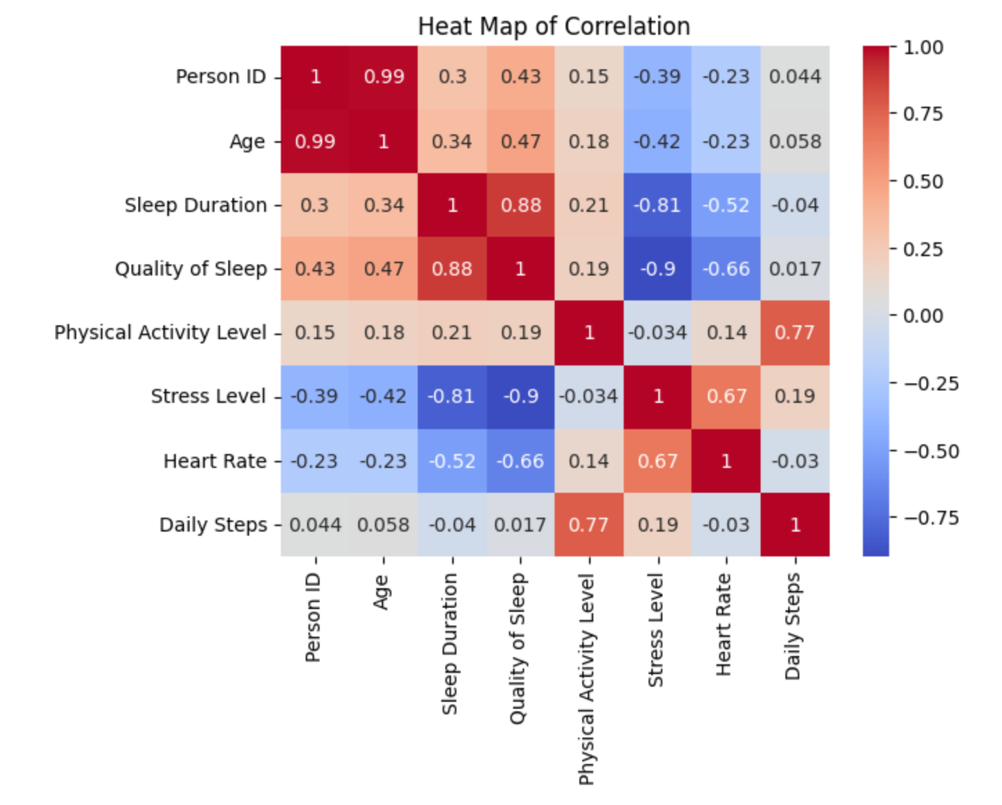 Heat Map of Correlation
Person ID 1 0.99 0.3 0.43 0.15 -0.39 -0.23 0.044
Age 0.99 1 0.34 0.47 0.18 -0.42 -0.23 0.058
Sleep Duration 0.3 0.34 1 0.88 0.21 -0.81 -0.52 -0.04
Quality of Sleep 0.43 0.47 0.88 1 0.19 -0.9 -0.66 0.017
Physical Activity Level 0.15 0.18 0.21 0.19 1 -0.034 0.14 0.77
Stress Level -0.39 -0.42 -0.81 -0.9 -0.034 1 0.67 0.19
Heart Rate -0.23 -0.23 -0.52 -0.66 0.14 0.67 1 -0.03
Daily Steps 0.044 0.058 -0.04 0.017 0.77 0.19 -0.03 1
Person ID
Age
Sleep Duration
Quality of Sleep
Physical Activity Level
Stress Level
Heart Rate
Daily Steps
1.00
0.75
0.50
0.25
0.00
−0.25
−0.50
−0.75